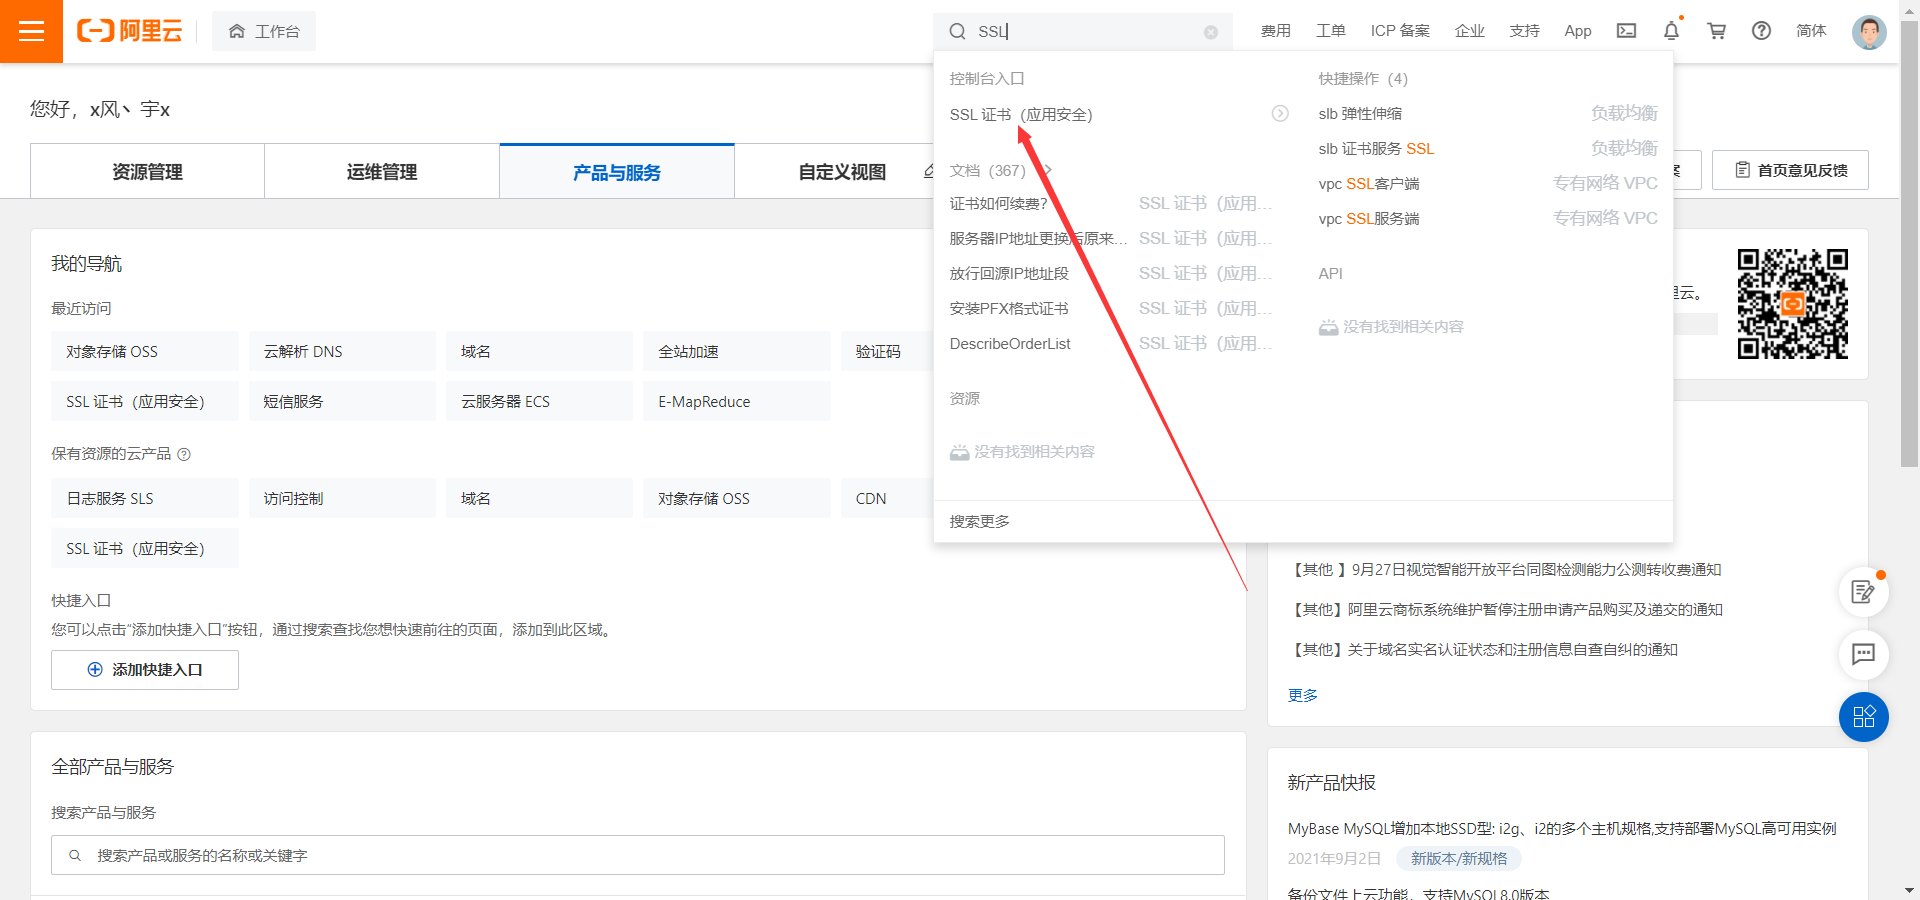 阿里云
工作台
SSL
费用
工单
ICP 备案
企业
支持
App
简体
您好，x风丶宇x
资源管理
运维管理
产品与服务
自定义视图
首页意见反馈
控制台入口
SSL 证书（应用安全）
文档（367）
证书如何续费？ SSL 证书（应用...
服务器IP地址更换后原来... SSL 证书（应用...
放行回源IP地址段 SSL 证书（应用...
安装PFX格式证书 SSL 证书（应用...
DescribeOrderList SSL 证书（应用...
资源
没有找到相关内容
快捷操作（4）
slb 弹性伸缩 负载均衡
slb 证书服务 SSL 负载均衡
vpc SSL客户端 专有网络 VPC
vpc SSL服务端 专有网络 VPC
API
没有找到相关内容
搜索更多
我的导航
最近访问
对象存储 OSS
云解析 DNS
域名
全站加速
验证码
SSL 证书（应用安全）
短信服务
云服务器 ECS
E-MapReduce
保有资源的云产品
日志服务 SLS
访问控制
域名
对象存储 OSS
CDN
SSL 证书（应用安全）
快捷入口
您可以点击“添加快捷入口”按钮，通过搜索查找您想快速前往的页面，添加到此区域。
添加快捷入口
全部产品与服务
搜索产品与服务
搜索产品或服务的名称或关键字
里云。
【其他 】9月27日视觉智能开放平台同图检测能力公测转收费通知
【其他】阿里云商标系统维护暂停注册申请产品购买及递交的通知
【其他】关于域名实名认证状态和注册信息自查自纠的通知
更多
新产品快报
MyBase MySQL增加本地SSD型: i2g、i2的多个主机规格,支持部署MySQL高可用实例
2021年9月2日 新版本/新规格
备份文件上云功能，支持MySQL8.0版本